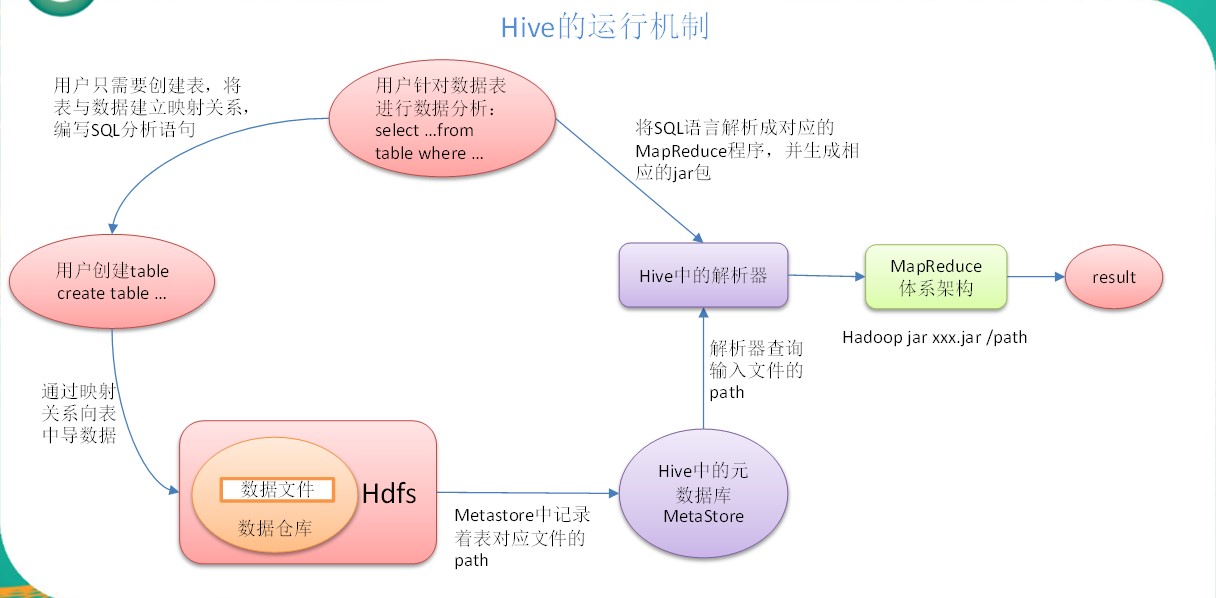 Hive的运行机制
用户只需要创建表，将
表与数据建立映射关系，
编写SQL分析语句
用户针对数据表
进行数据分析：
select ...from
table where ...
将SQL语言解析成对应的
MapReduce程序，并生成相
应的jar包
用户创建table
create table ...
Hive中的解析器
MapReduce
体系架构
result
Hadoop jar xxx.jar /path
解析器查询
输入文件的
path
通过映射
关系向表
中导数据
数据文件
数据仓库
Hdfs
Metastore中记录
着表对应文件的
path
Hive中的元
数据库
MetaStore